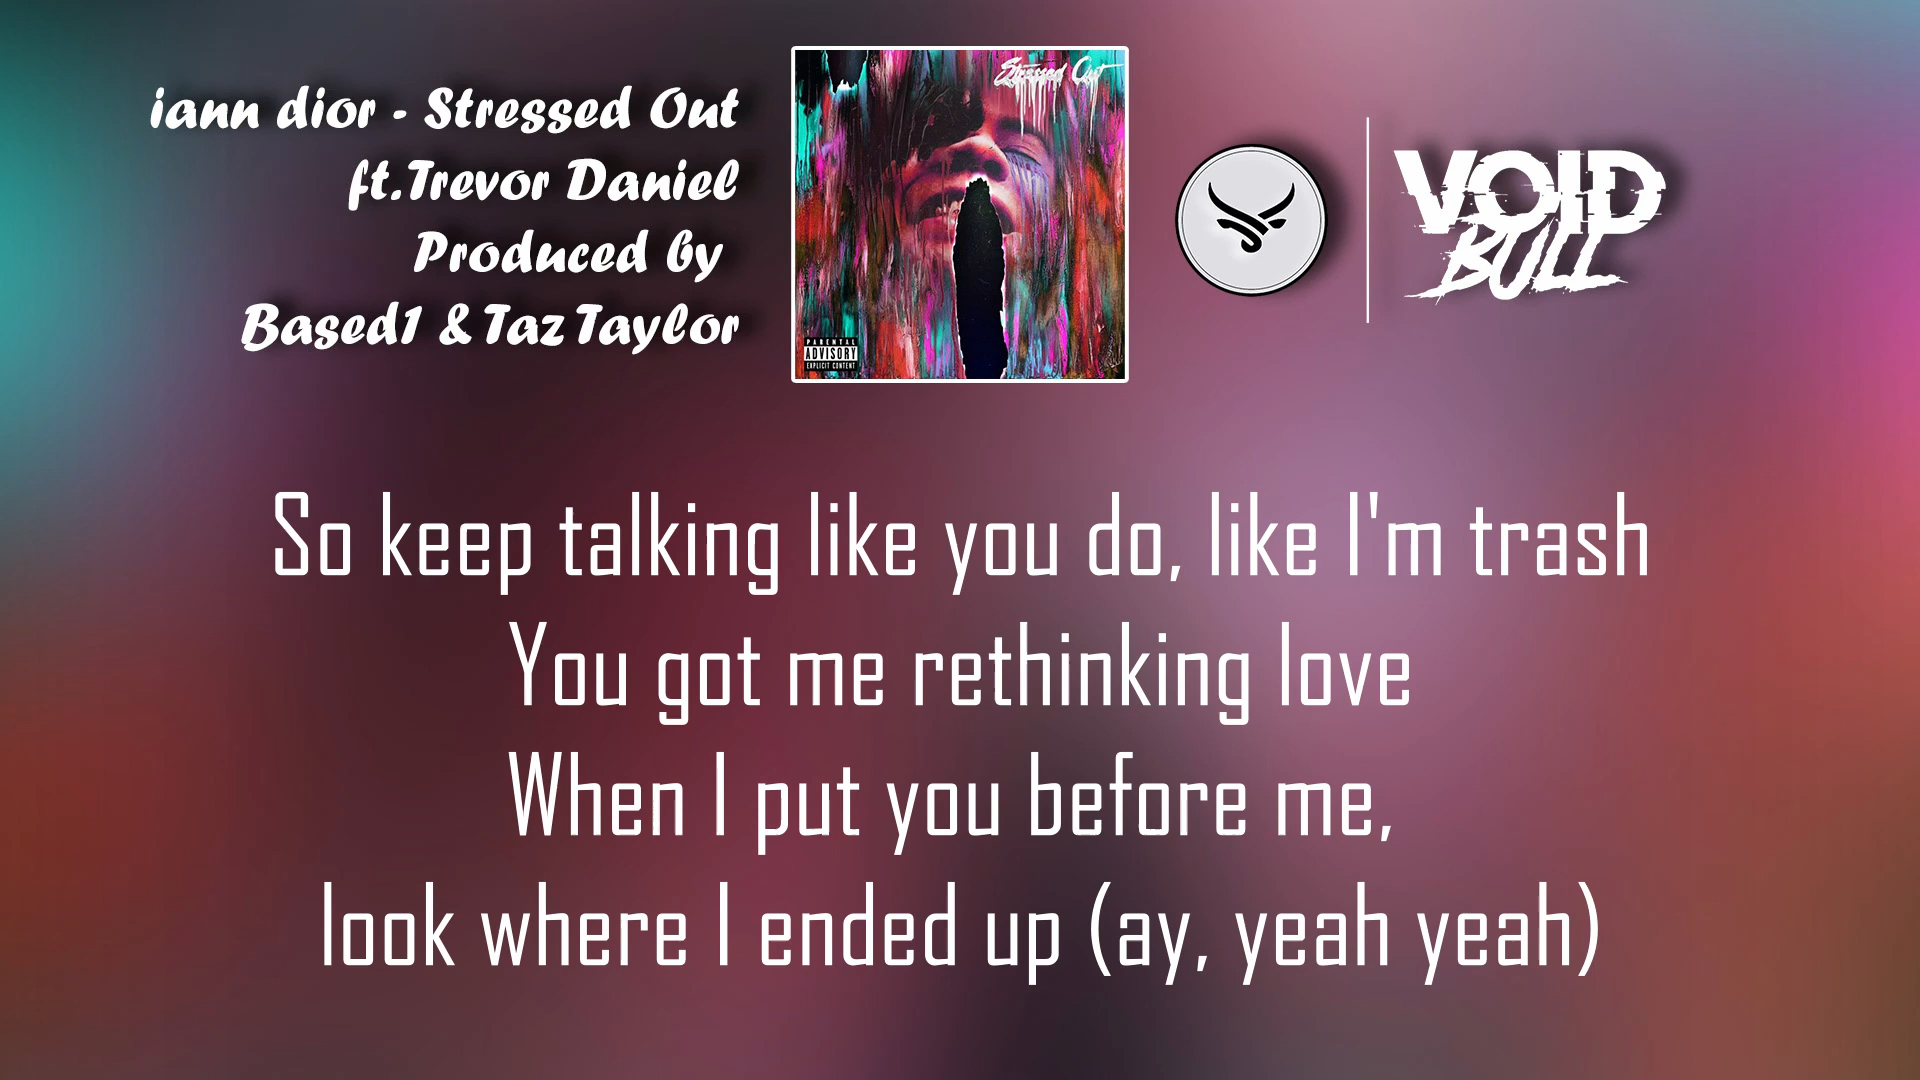 iann dior - Stressed Out
ft.Trevor Daniel
Produced by
Based1 & Taz Taylor
Stressed Out
PARENTAL
ADVISORY
EXPLICIT CONTENT
VOID
BULL
So keep talking like you do, like I'm trash
You got me rethinking love
When I put you before me,
look where I ended up (ay, yeah yeah)